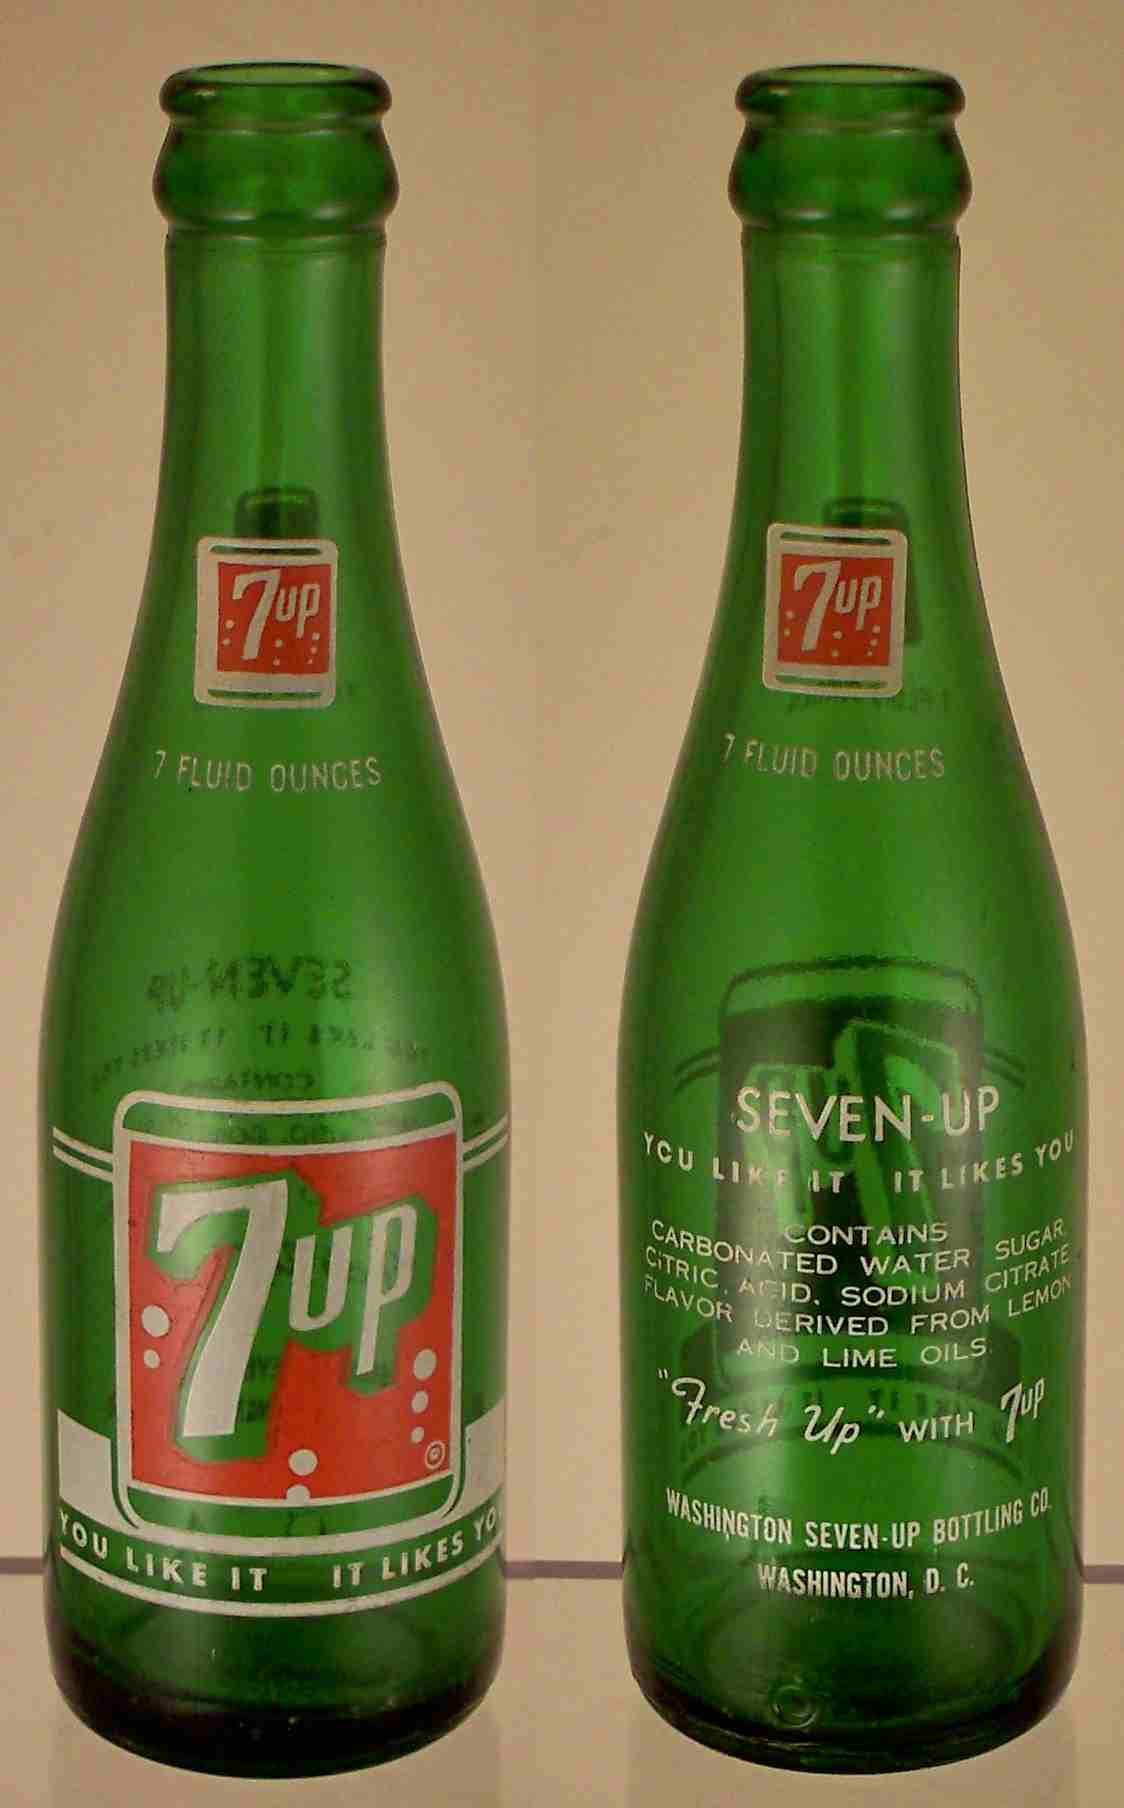 7up
7 FLUID OUNCES
7up
YOU LIKE IT IT LIKES YO
7up
7 FLUID OUNCES
SEVEN-UP
YOU LIKE IT IT LIKES YOU
CONTAINS
CARBONATED WATER SUGAR
CITRIC ACID, SODIUM CITRATE
FLAVOR DERIVED FROM LEMON
AND LIME OILS
"Fresh Up" WITH 7up
WASHINGTON SEVEN-UP BOTTLING CO.
WASHINGTON, D. C.